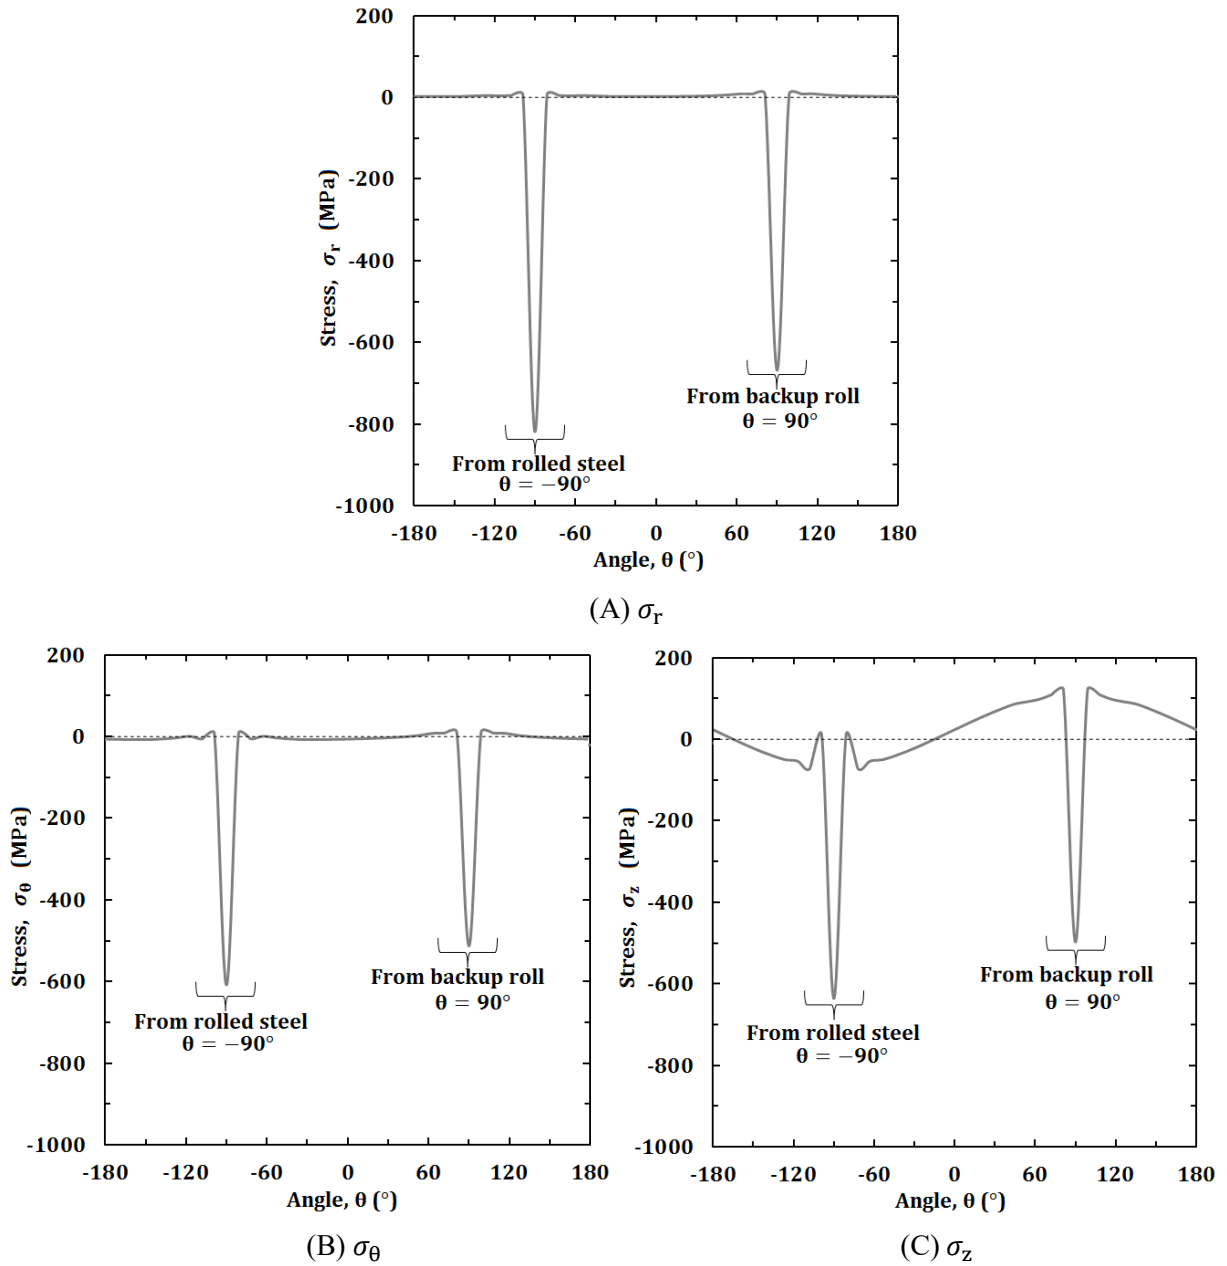 200
0
-200
-400
-600
-800
-1000
Stress, σr (MPa)
From backup roll
θ = 90°
From rolled steel
θ = −90°
-180 -120 -60 0 60 120 180
Angle, θ (°)
(A) σr
200
0
-200
-400
-600
-800
-1000
Stress, σθ (MPa)
From backup roll
θ = 90°
From rolled steel
θ = −90°
-180 -120 -60 0 60 120 180
Angle, θ (°)
(B) σθ
200
0
-200
-400
-600
-800
-1000
Stress, σz (MPa)
From backup roll
θ = 90°
From rolled steel
θ = −90°
-180 -120 -60 0 60 120 180
Angle, θ (°)
(C) σz